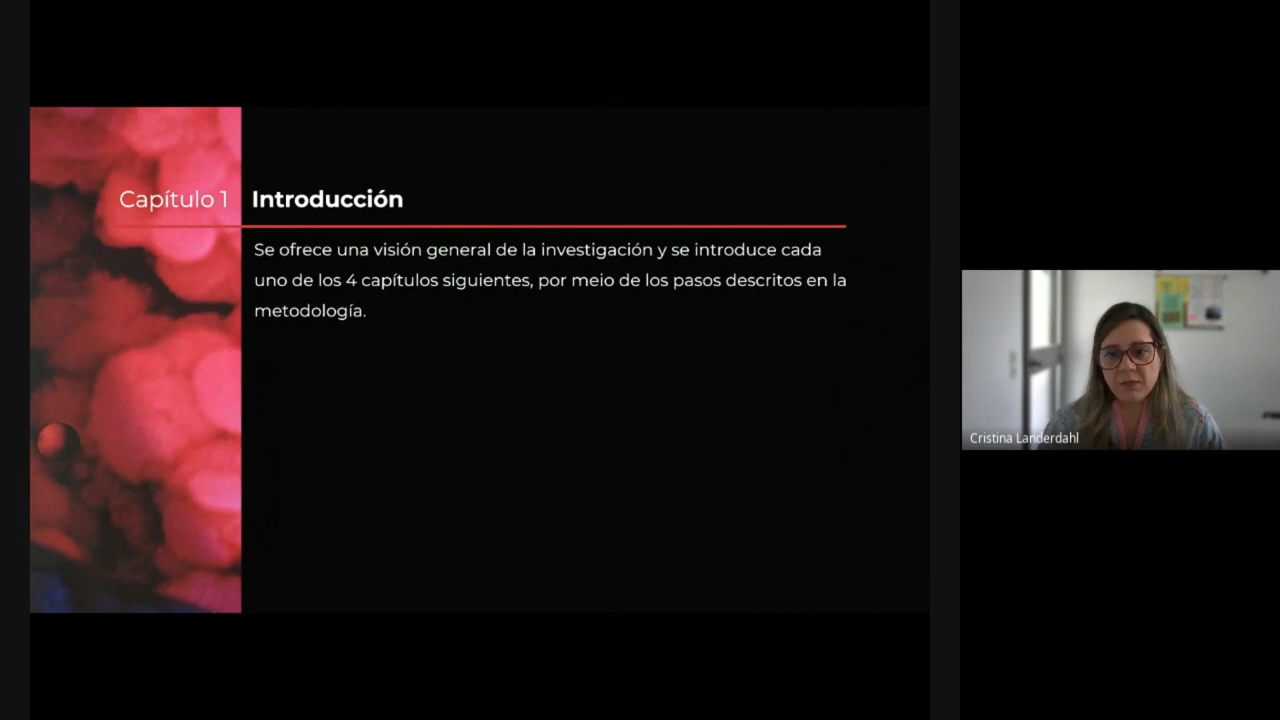 Capítulo 1 Introducción
Se ofrece una visión general de la investigación y se introduce cada
uno de los 4 capítulos siguientes, por meio de los pasos descritos en la
metodología.
Cristina Landerdahl